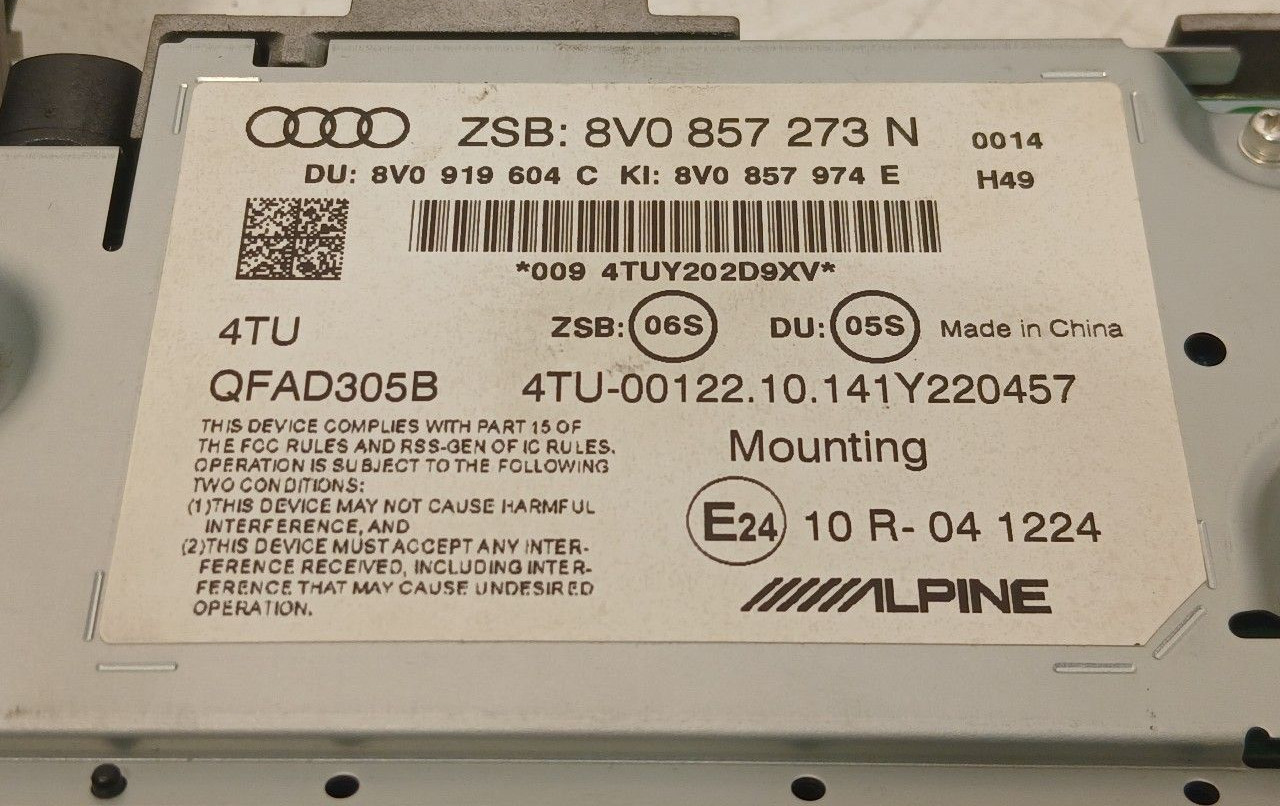 ZSB: 8V0 857 273 N 0014
DU: 8V0 919 604 C KI: 8V0 857 974 E H49
*009 4TUY202D9XV*
4TU ZSB: 06S DU: 05S Made in China
QFAD305B 4TU-00122.10.141Y220457
THIS DEVICE COMPLIES WITH PART 15 OF
THE FCC RULES AND RSS-GEN OF IC RULES.
OPERATION IS SUBJECT TO THE FOLLOWING
TWO CONDITIONS:
(1)THIS DEVICE MAY NOT CAUSE HARMFUL
INTERFERENCE, AND
(2)THIS DEVICE MUST ACCEPT ANY INTER-
FERENCE RECEIVED, INCLUDING INTER-
FERENCE THAT MAY CAUSE UNDESIRED
OPERATION.
Mounting
E24 10 R- 04 1224
ALPINE